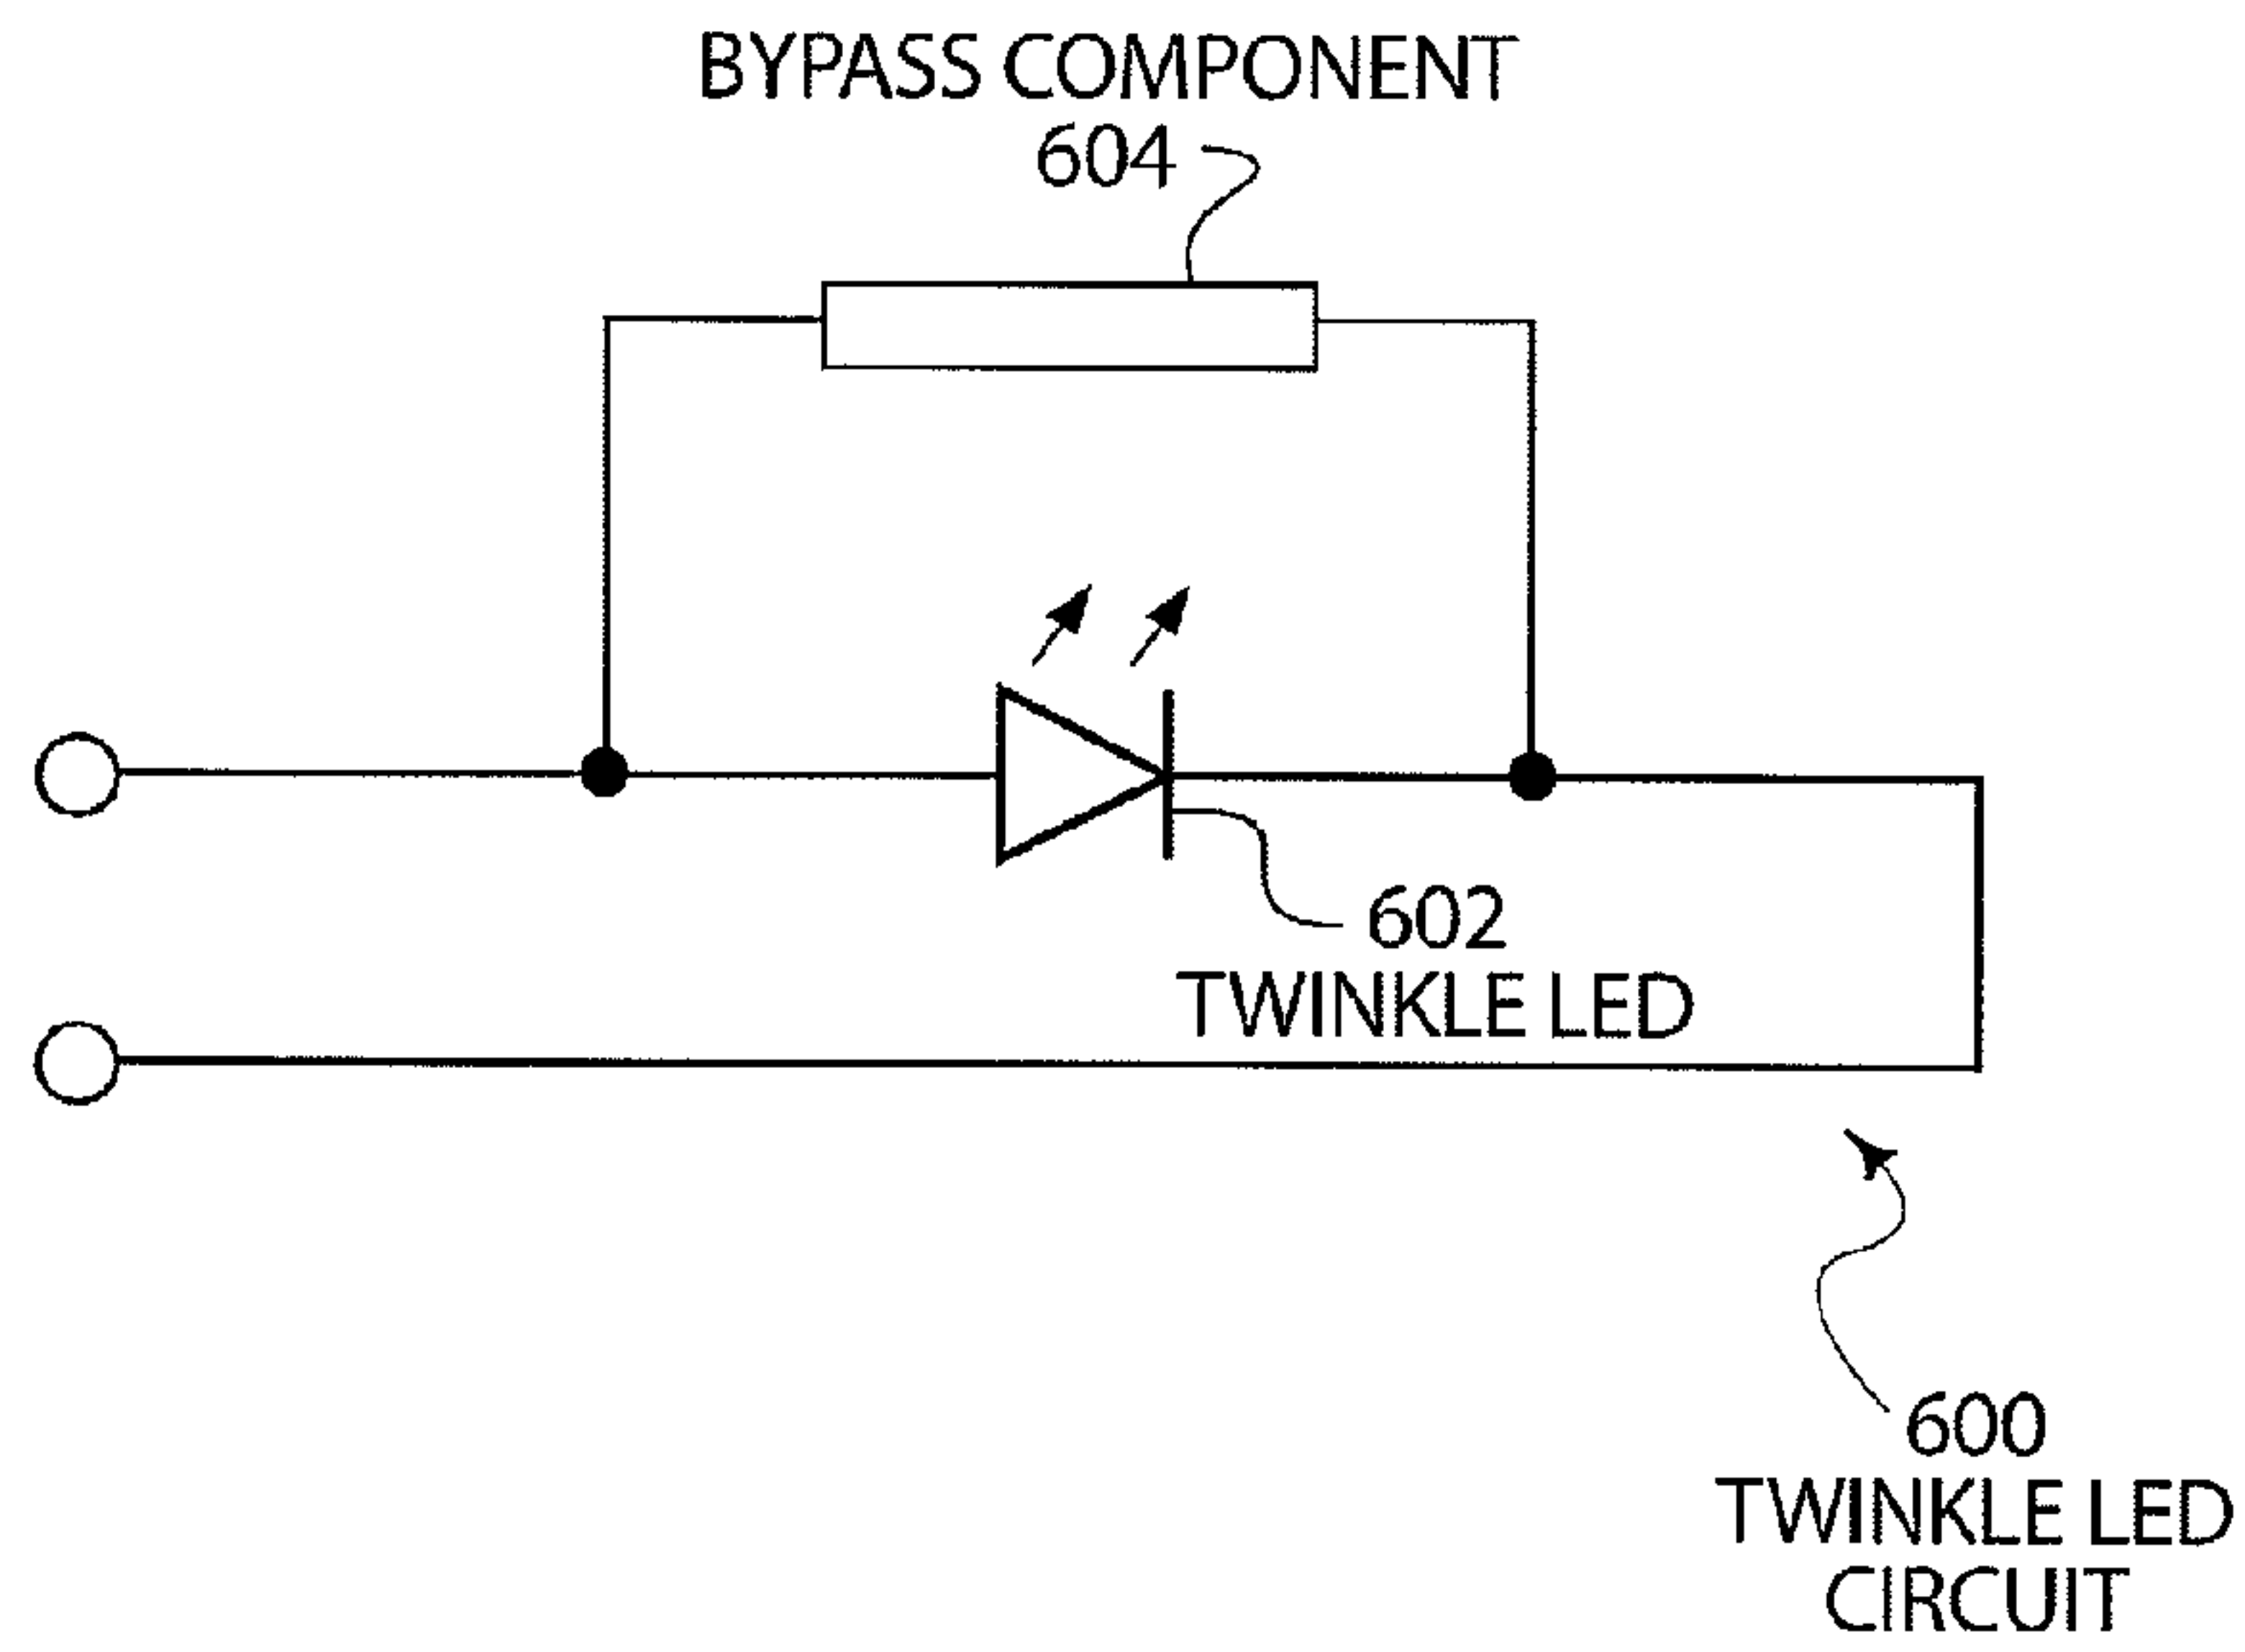 BYPASS COMPONENT
604
602
TWINKLE LED
600
TWINKLE LED
CIRCUIT